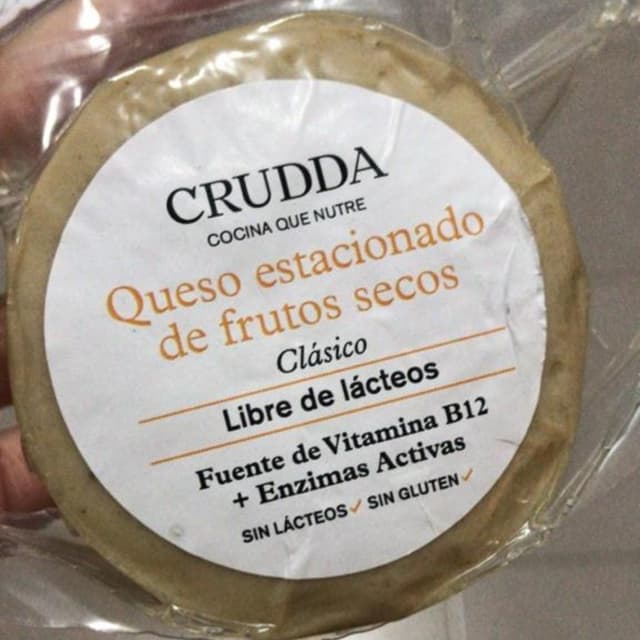 CRUDDA
COCINA QUE NUTRE
Queso estacionado
de frutos secos
Clásico
Libre de lácteos
Fuente de Vitamina B12
+ Enzimas Activas
SIN LÁCTEOS✓ SIN GLUTEN✓